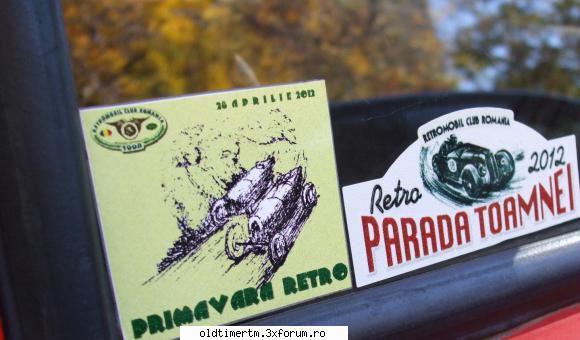 28 APRILIE 2012
RETROMOBIL CLUB ROMANIA
1998
PRIMAVARA RETRO
RETROMOBIL CLUB ROMANIA
Retro
2012
PARADA TOAMNEI
oldtimertm.3xforum.ro